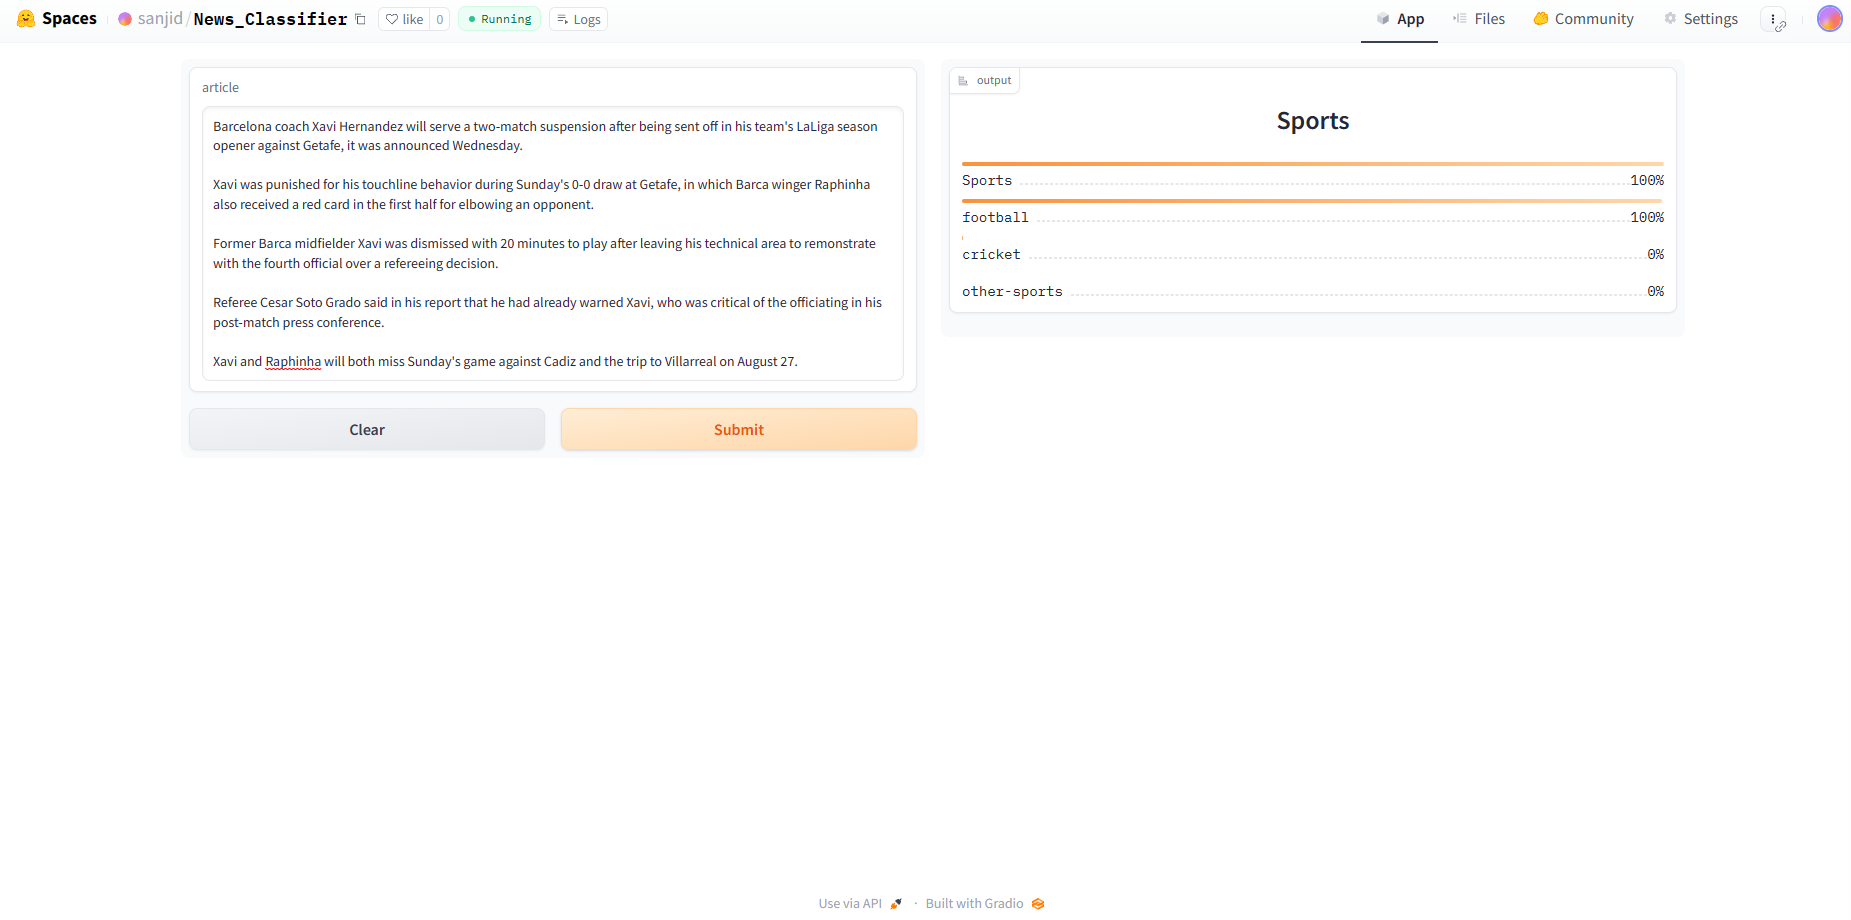 Spaces
sanjid/News_Classifier
like 0
Running
Logs
App
Files
Community
Settings
article
Barcelona coach Xavi Hernandez will serve a two-match suspension after being sent off in his team's LaLiga season
opener against Getafe, it was announced Wednesday.
Xavi was punished for his touchline behavior during Sunday's 0-0 draw at Getafe, in which Barca winger Raphinha
also received a red card in the first half for elbowing an opponent.
Former Barca midfielder Xavi was dismissed with 20 minutes to play after leaving his technical area to remonstrate
with the fourth official over a refereeing decision.
Referee Cesar Soto Grado said in his report that he had already warned Xavi, who was critical of the officiating in his
post-match press conference.
Xavi and Raphinha will both miss Sunday's game against Cadiz and the trip to Villarreal on August 27.
Clear
Submit
output
Sports
Sports 100%
football 100%
cricket 0%
other-sports 0%
Use via API · Built with Gradio